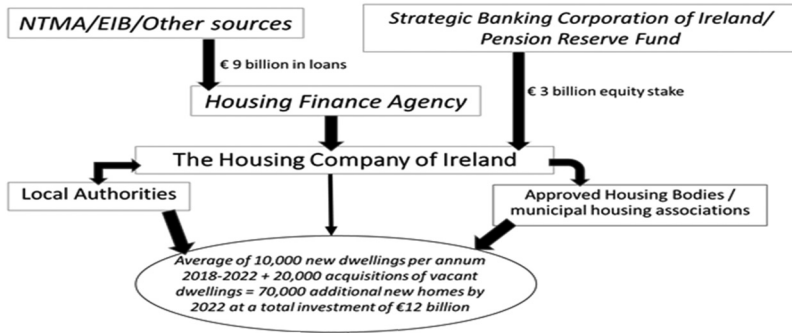 NTMA/EIB/Other sources
Strategic Banking Corporation of Ireland/
Pension Reserve Fund
€ 9 billion in loans
€ 3 billion equity stake
Housing Finance Agency
The Housing Company of Ireland
Local Authorities
Approved Housing Bodies /
municipal housing associations
Average of 10,000 new dwellings per annum
2018-2022 + 20,000 acquisitions of vacant
dwellings = 70,000 additional new homes by
2022 at a total investment of €12 billion